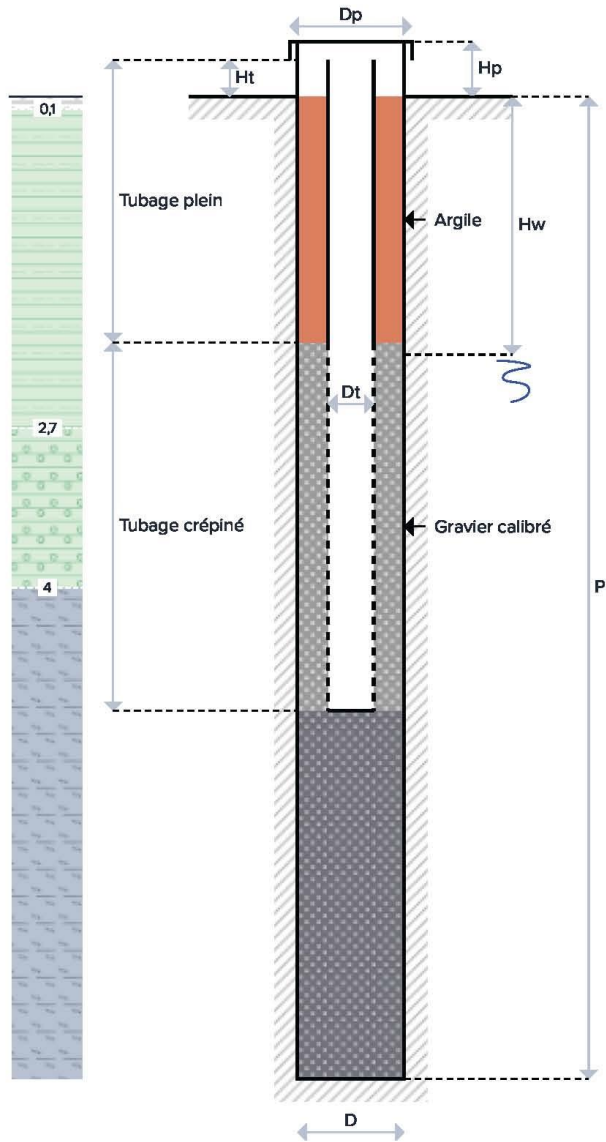 Dp
Ht
Hp
0,1
Tubage plein
Argile
Hw
Dt
2,7
Tubage crépiné
Gravier calibré
4
P
D